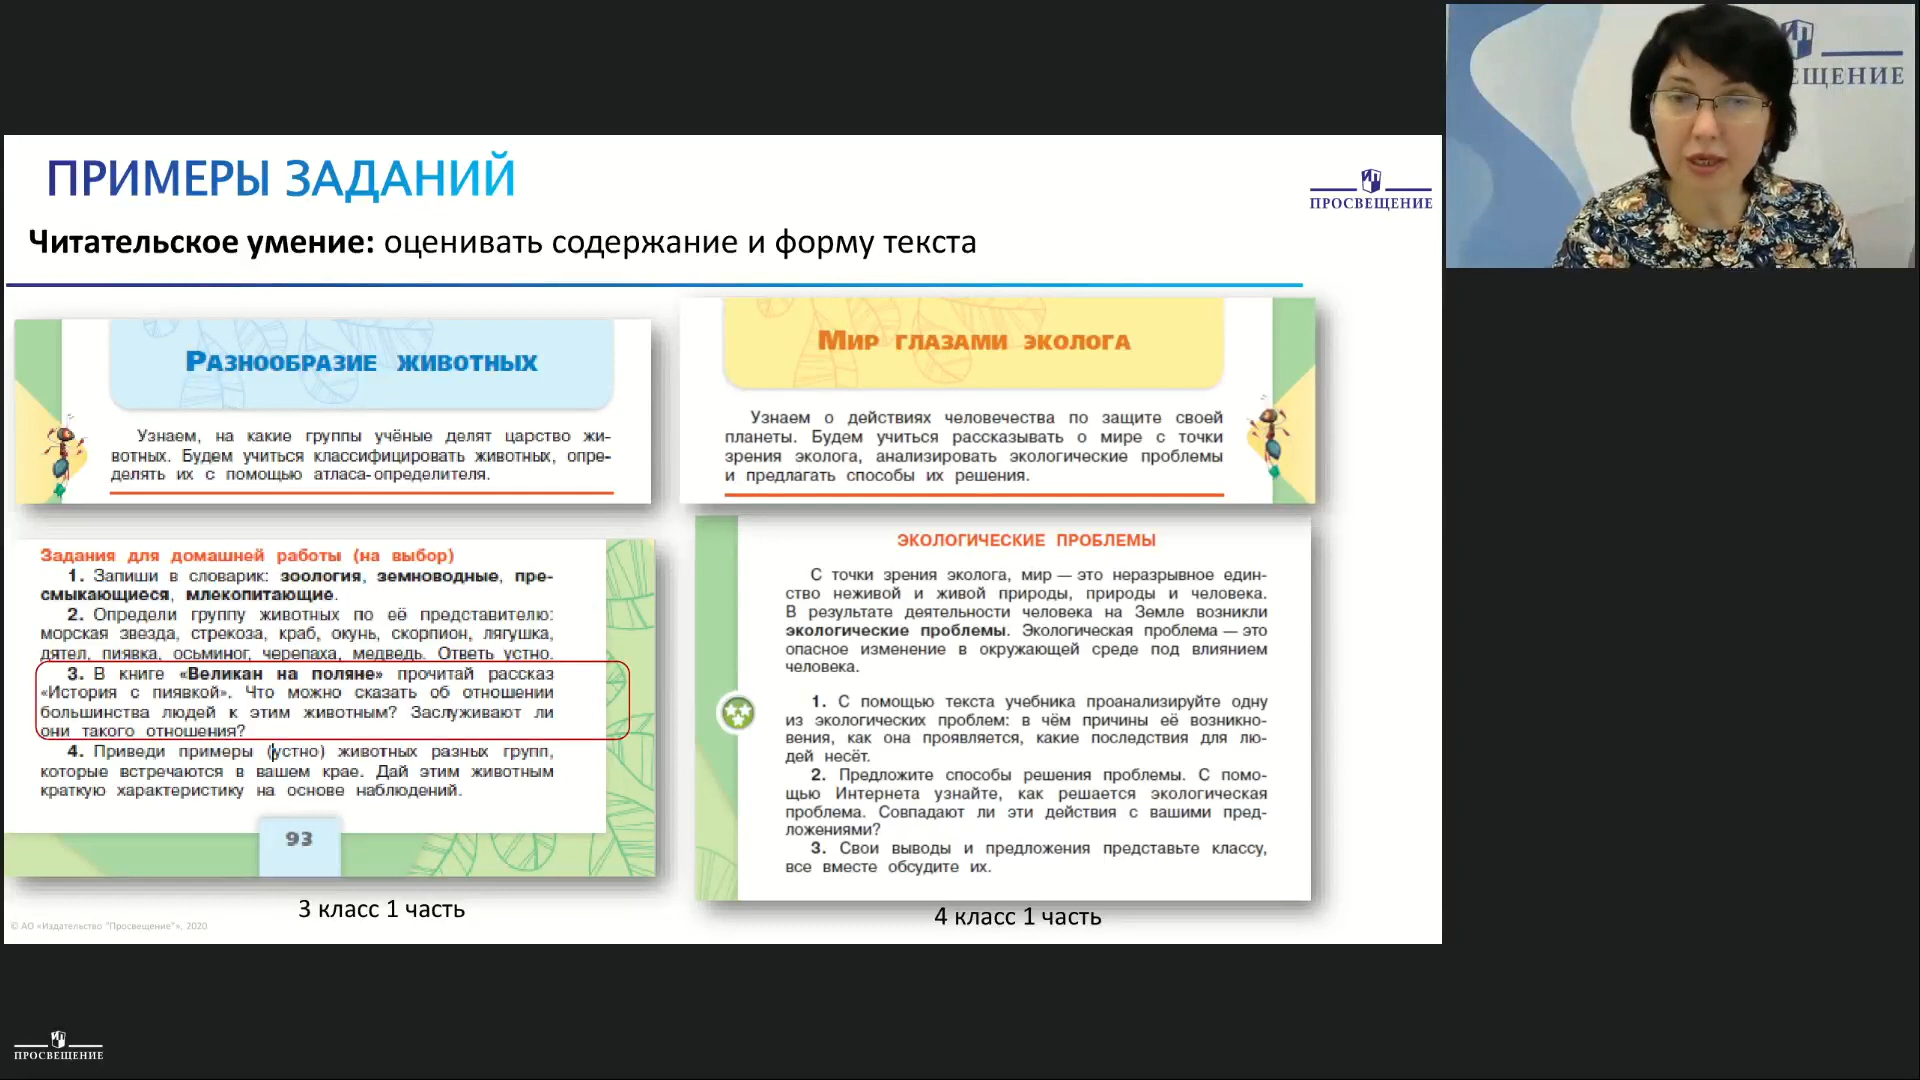 ПРИМЕРЫ ЗАДАНИЙ
ИП
ПРОСВЕЩЕНИЕ
Читательское умение: оценивать содержание и форму текста
Разнообразие животных
Узнаем, на какие группы учёные делят царство жи-
вотных. Будем учиться классифицировать животных, опре-
делять их с помощью атласа-определителя.
Мир глазами эколога
Узнаем о действиях человечества по защите своей
планеты. Будем учиться рассказывать о мире с точки
зрения эколога, анализировать экологические проблемы
и предлагать способы их решения.
Задания для домашней работы (на выбор)
1. Запиши в словарик: зоология, земноводные, пре-
смыкающиеся, млекопитающие.
2. Определи группу животных по её представителю:
морская звезда, стрекоза, краб, окунь, скорпион, лягушка,
дятел, пиявка, осьминог, черепаха, медведь. Ответь устно.
3. В книге «Великан на поляне» прочитай рассказ
«История с пиявкой». Что можно сказать об отношении
большинства людей к этим животным? Заслуживают ли
они такого отношения?
4. Приведи примеры (устно) животных разных групп,
которые встречаются в вашем крае. Дай этим животным
краткую характеристику на основе наблюдений.
93
3 класс 1 часть
ЭКОЛОГИЧЕСКИЕ ПРОБЛЕМЫ
С точки зрения эколога, мир — это неразрывное един-
ство неживой и живой природы, природы и человека.
В результате деятельности человека на Земле возникли
экологические проблемы. Экологическая проблема — это
опасное изменение в окружающей среде под влиянием
человека.
1. С помощью текста учебника проанализируйте одну
из экологических проблем: в чём причины её возникно-
вения, как она проявляется, какие последствия для лю-
дей несёт.
2. Предложите способы решения проблемы. С помо-
щью Интернета узнайте, как решается экологическая
проблема. Совпадают ли эти действия с вашими пред-
ложениями?
3. Свои выводы и предложения представьте классу,
все вместе обсудите их.
4 класс 1 часть
© АО «Издательство "Просвещение"», 2020
ИП
ЕЩЕНИЕ
ИП
ПРОСВЕЩЕНИЕ